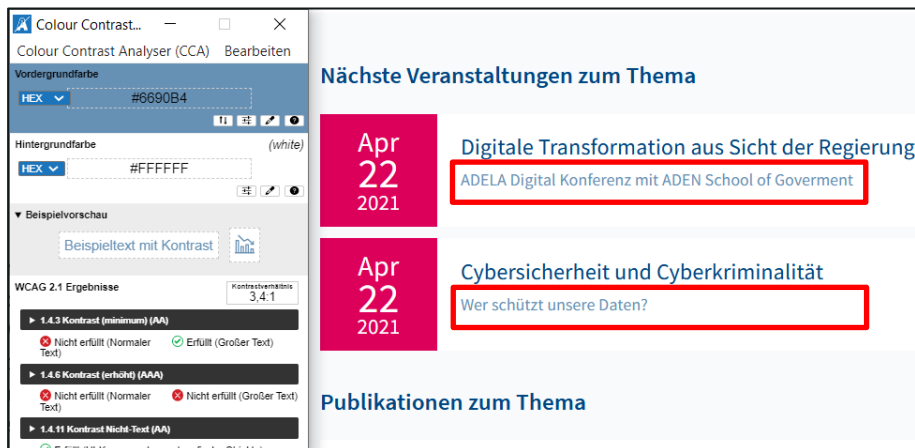 Colour Contrast...
Colour Contrast Analyser (CCA) Bearbeiten
Vordergrundfarbe
HEX #6690B4
Hintergrundfarbe (white)
HEX #FFFFFF
▼ Beispielvorschau
Beispieltext mit Kontrast
WCAG 2.1 Ergebnisse
Kontrastverhältnis
3,4:1
▶ 1.4.3 Kontrast (minimum) (AA)
Nicht erfüllt (Normaler Text)
Erfüllt (Großer Text)
▶ 1.4.6 Kontrast (erhöht) (AAA)
Nicht erfüllt (Normaler Text)
Nicht erfüllt (Großer Text)
▶ 1.4.11 Kontrast Nicht-Text (AA)
Nächste Veranstaltungen zum Thema
Apr
22
2021
Digitale Transformation aus Sicht der Regierung
ADELA Digital Konferenz mit ADEN School of Goverment
Apr
22
2021
Cybersicherheit und Cyberkriminalität
Wer schützt unsere Daten?
Publikationen zum Thema